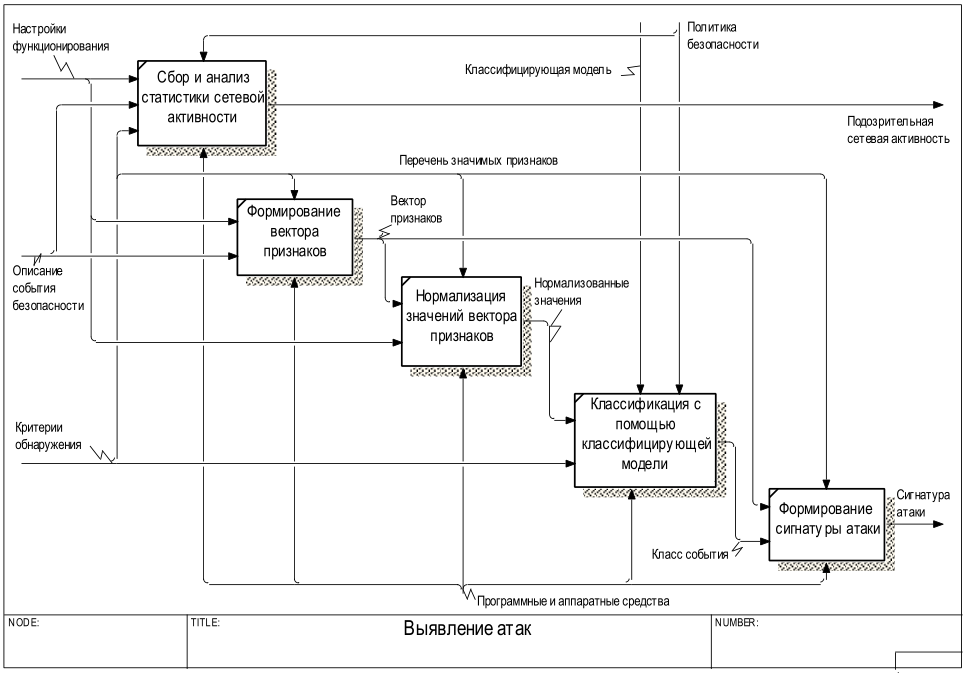 Настройки
функционирования
Политика
безопасности
Классифицирующая модель
Сбор и анализ
статистики сетевой
активности
Подозрительная
сетевая активность
Перечень значимых признаков
Формирование
вектора
признаков
Вектор
признаков
Описание
события
безопасности
Нормализация
значений вектора
признаков
Нормализованные
значения
Классификация с
помощью
классифицирующей
модели
Критерии
обнаружения
Формирование
сигнатуры атаки
Сигнатура
атаки
Класс события
Программные и аппаратные средства
NODE:
TITLE:
Выявление атак
NUMBER: